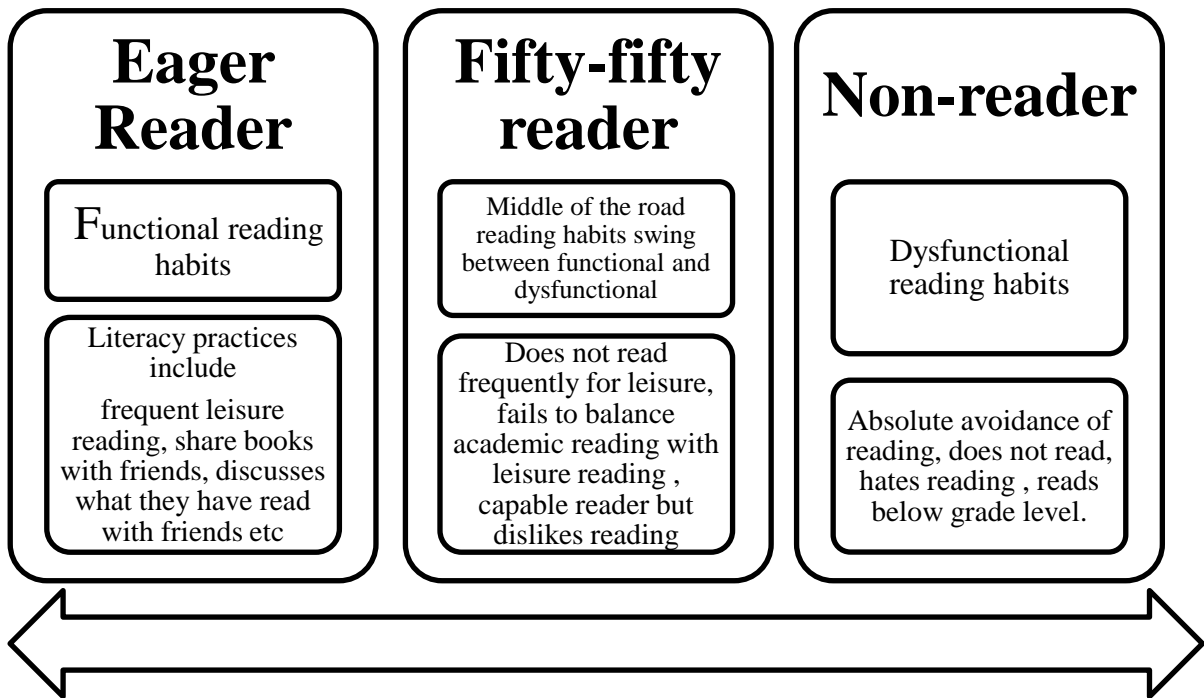 Eager
Reader
Functional reading
habits
Literacy practices
include
frequent leisure
reading, share books
with friends, discusses
what they have read
with friends etc
Fifty-fifty
reader
Middle of the road
reading habits swing
between functional and
dysfunctional
Does not read
frequently for leisure,
fails to balance
academic reading with
leisure reading ,
capable reader but
dislikes reading
Non-reader
Dysfunctional
reading habits
Absolute avoidance of
reading, does not read,
hates reading , reads
below grade level.